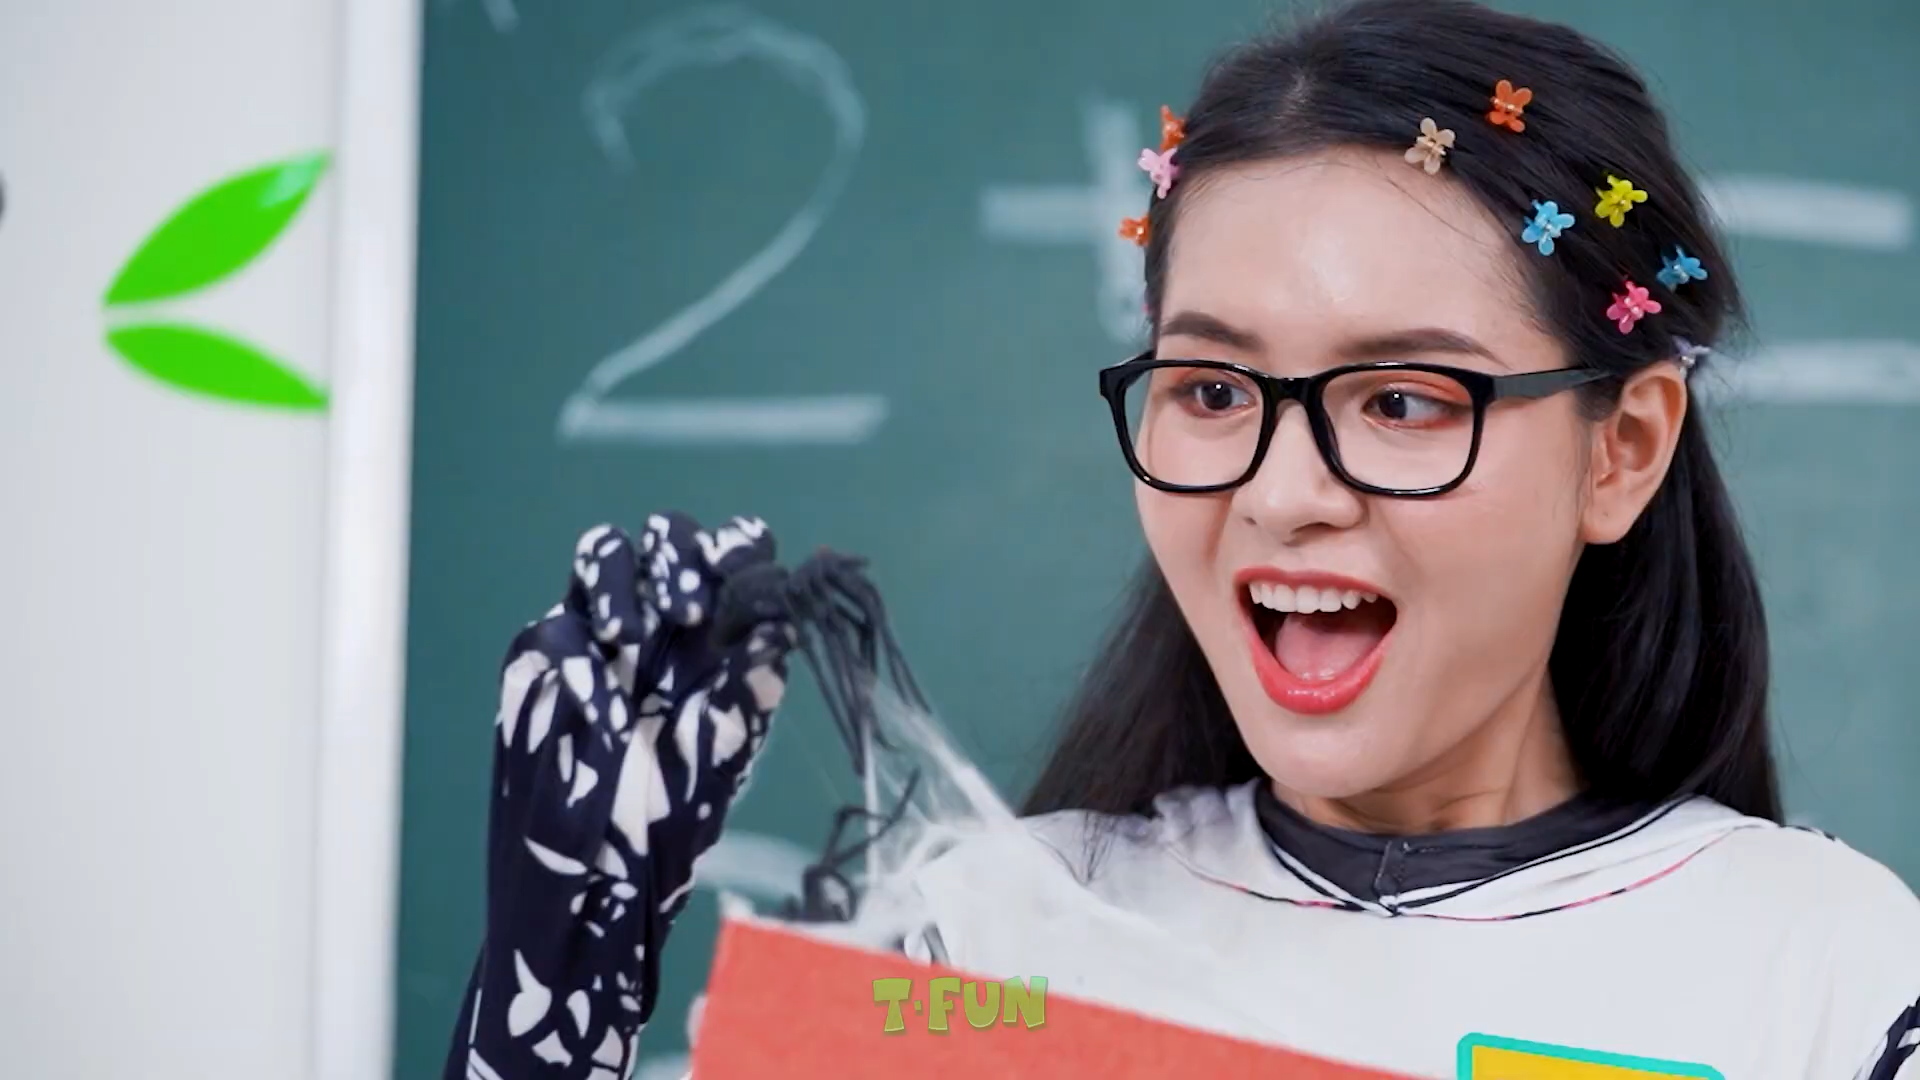 2 + =
T-FUN